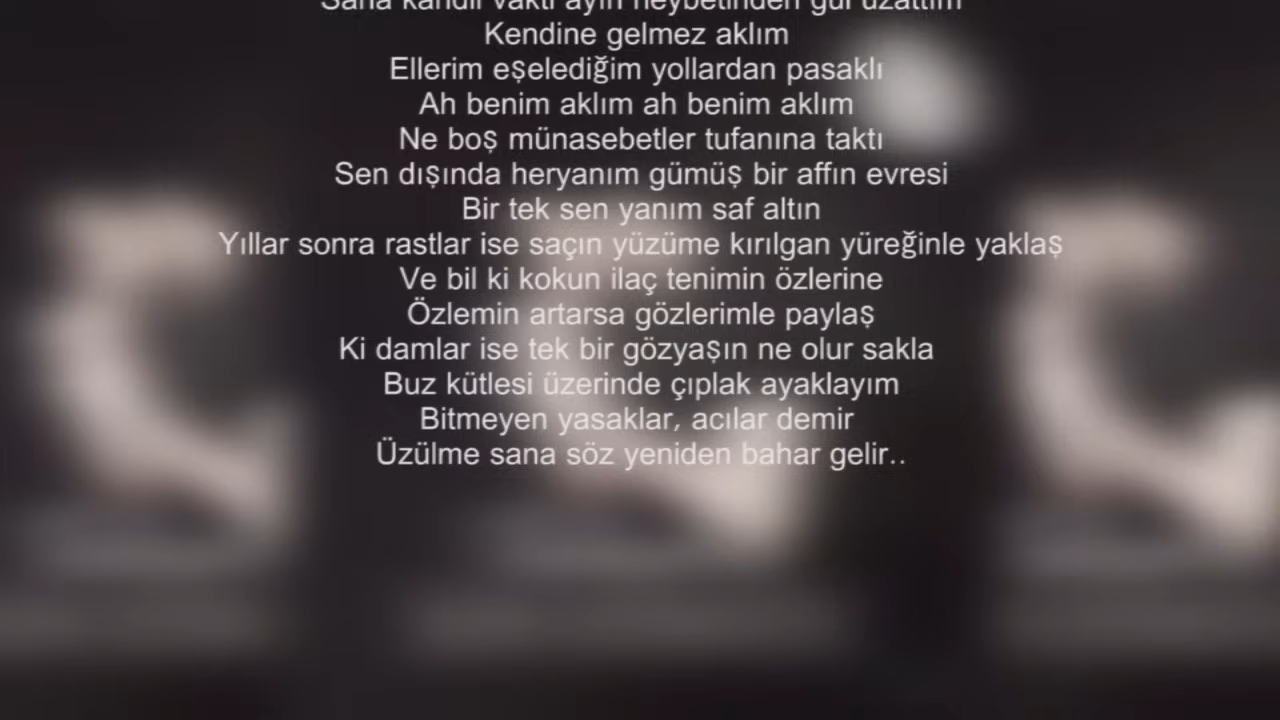 Sana kandil vakti ayın heybetinden gül uzattım
Kendine gelmez aklım
Ellerim eşelediğim yollardan pasaklı
Ah benim aklım ah benim aklım
Ne boş münasebetler tufanına taktı
Sen dışında heryanım gümüş bir affın evresi
Bir tek sen yanım saf altın
Yıllar sonra rastlar ise saçın yüzüme kırılgan yüreğinle yaklaş
Ve bil ki kokun ilaç tenimin özlerine
Özlemin artarsa gözlerimle paylaş
Ki damlar ise tek bir gözyaşın ne olur sakla
Buz kütlesi üzerinde çıplak ayaklayım
Bitmeyen yasaklar, acılar demir
Üzülme sana söz yeniden bahar gelir..